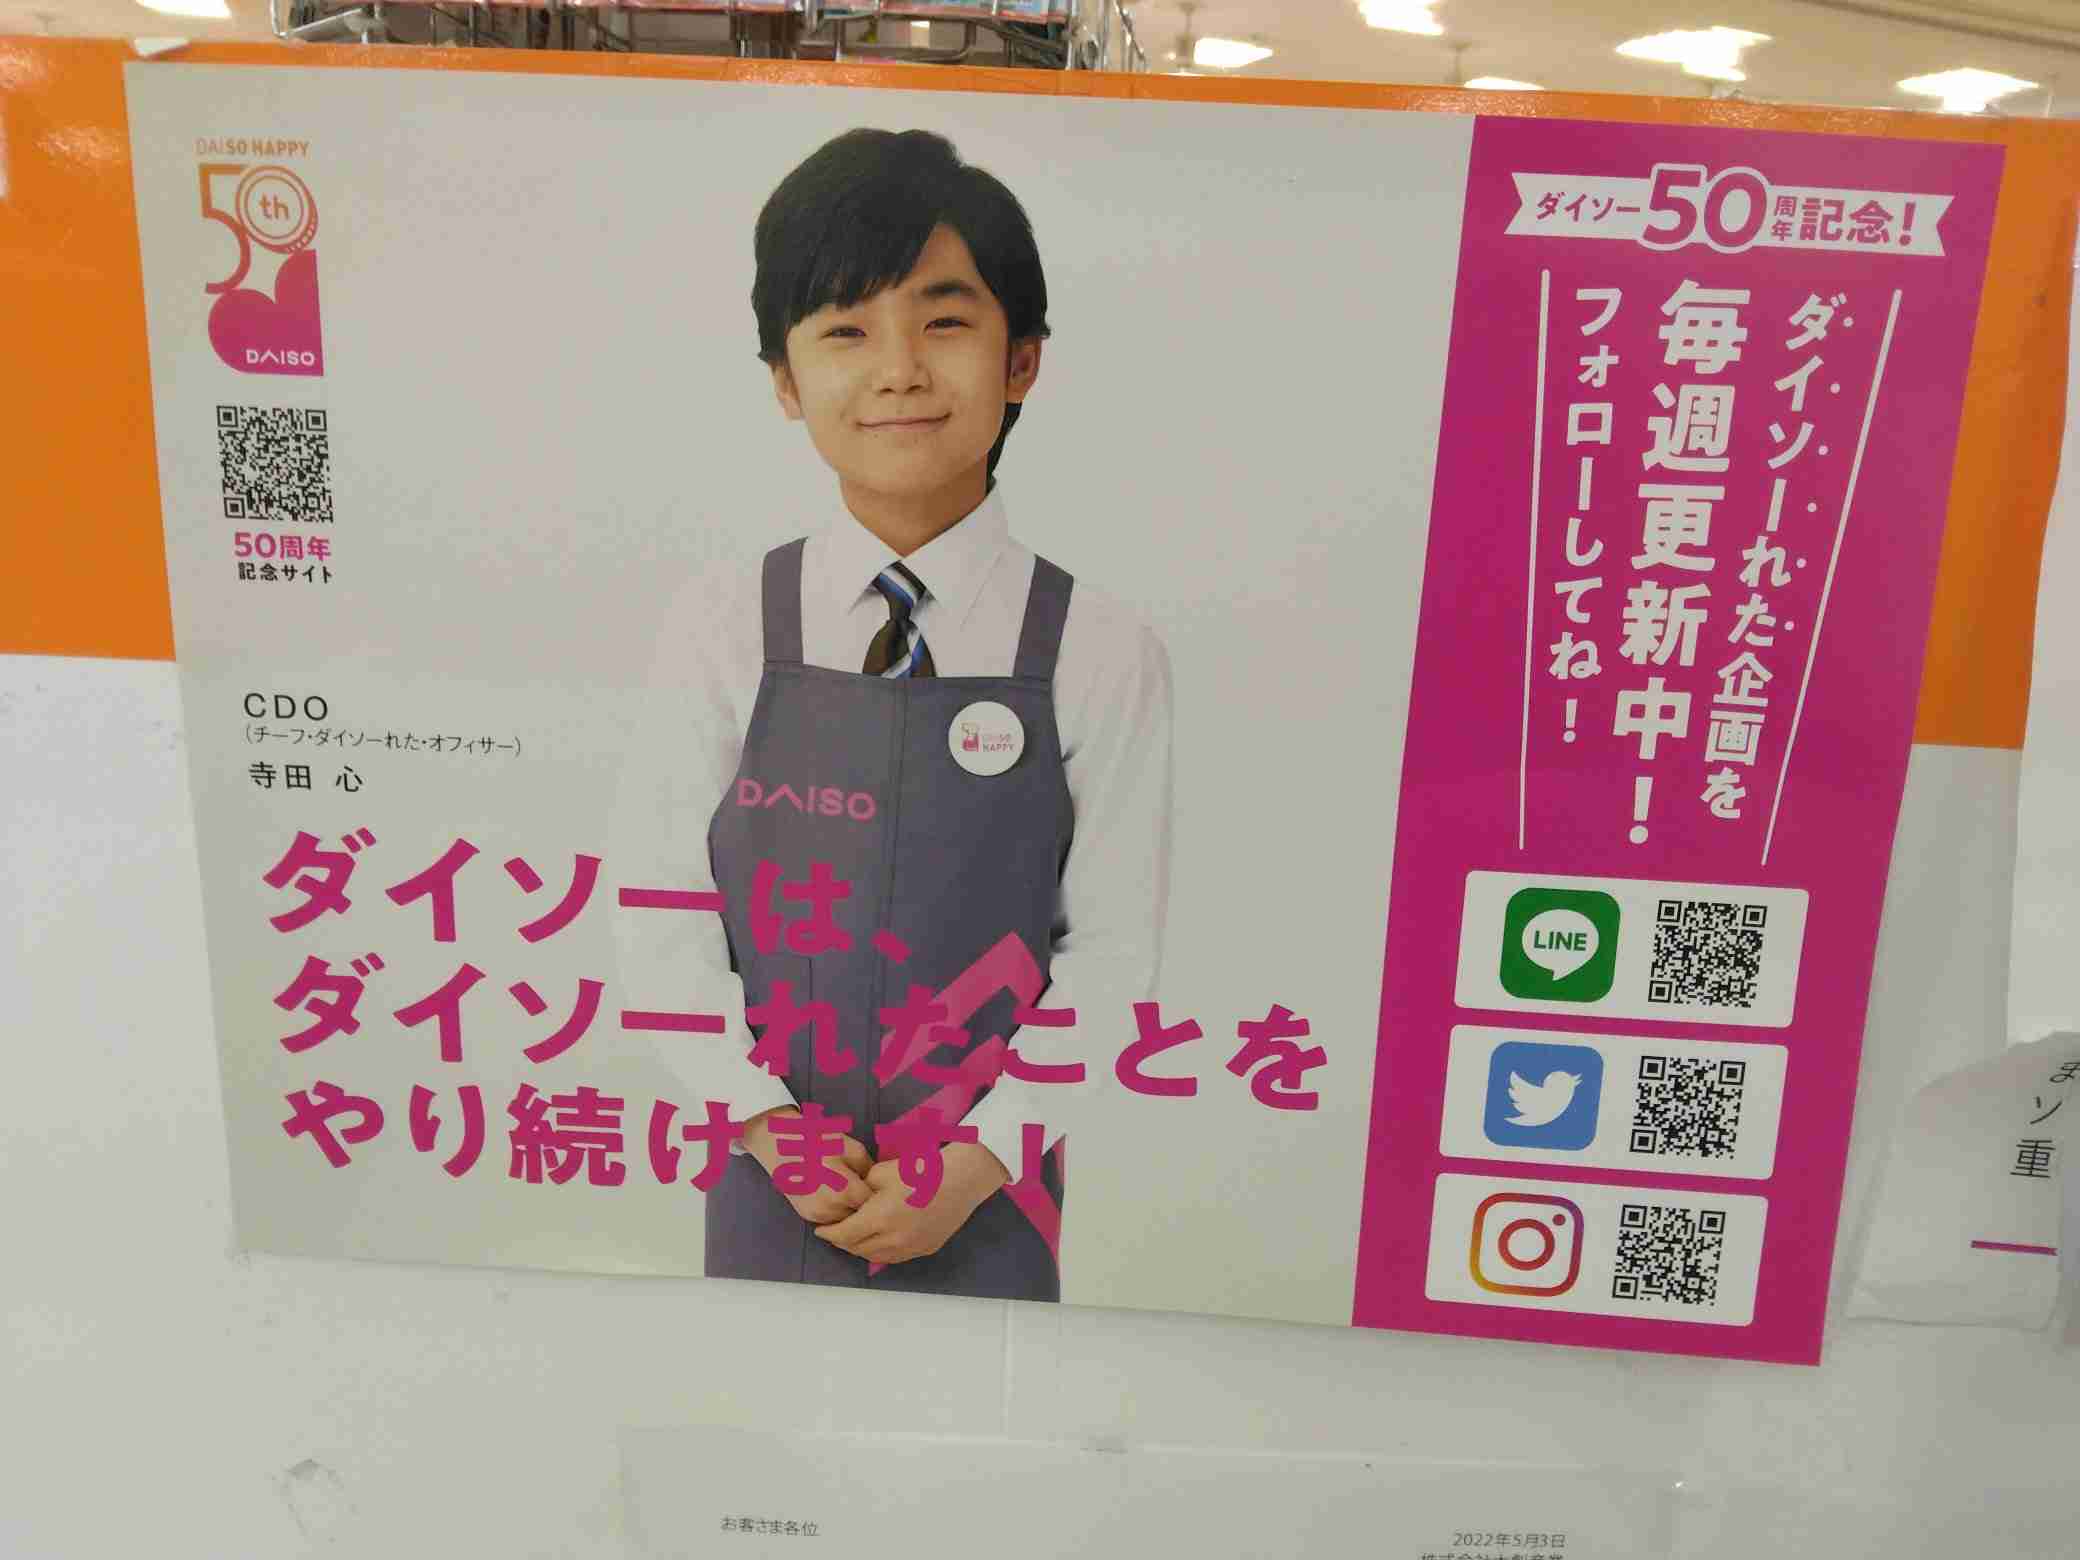 DAISO HAPPY
50th
DAISO
50周年
記念サイト
CDO
(チーフ・ダイソーれた・オフィサー)
寺田 心
DAISO
DAISO
HAPPY
ダイソーは、
ダイソーれたことを
やり続けます!
ダイソー50周年記念!
ダイソーれた企画を
毎週更新中!
フォローしてね!
LINE
ま
ソ
重
お客さま各位
2022年5月3日